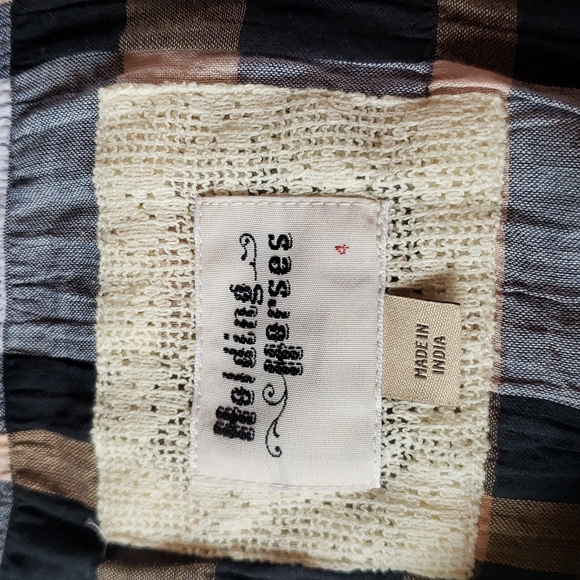 Holding
Horses
4
MADE IN
INDIA